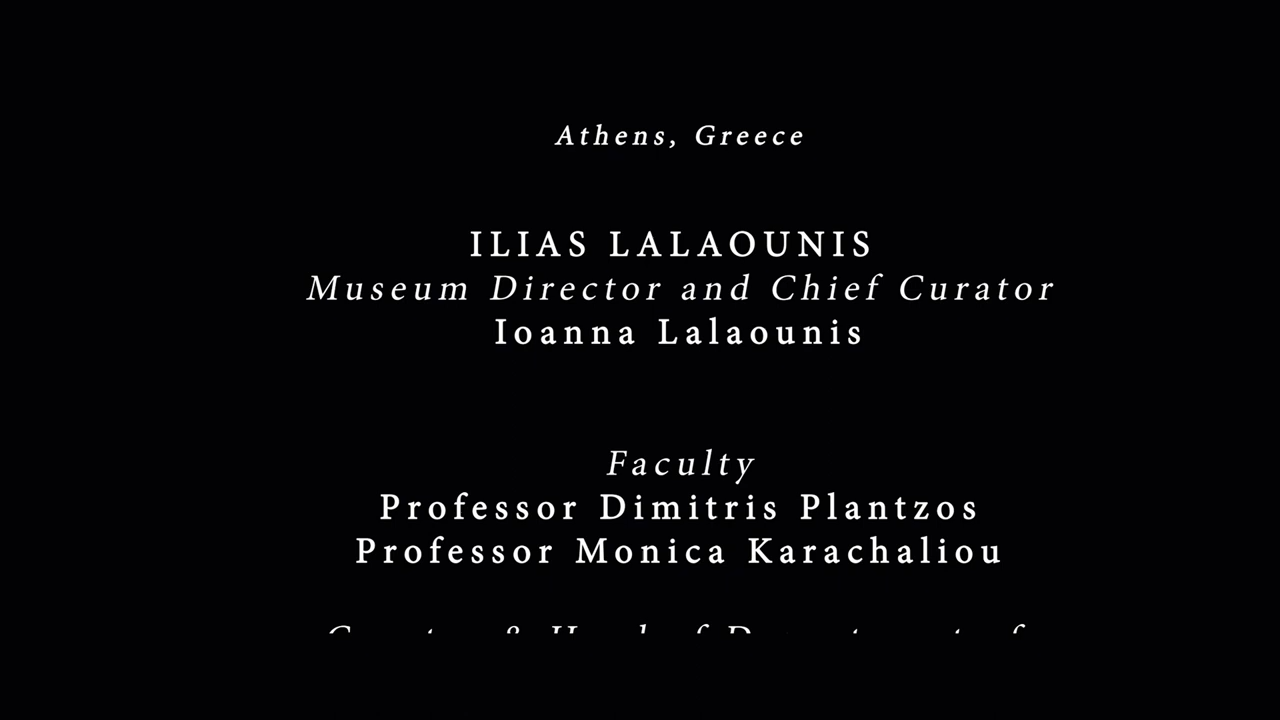 Athens, Greece
ILIAS LALAOUNIS
Museum Director and Chief Curator
Ioanna Lalaounis
Faculty
Professor Dimitris Plantzos
Professor Monica Karachaliou